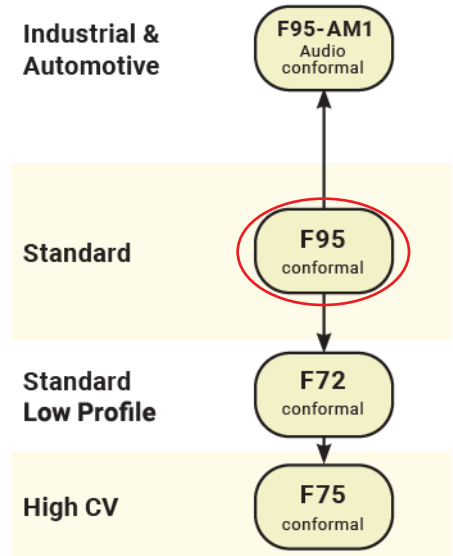 Industrial &
Automotive
F95-AM1
Audio
conformal
Standard
F95
conformal
Standard
Low Profile
F72
conformal
High CV
F75
conformal